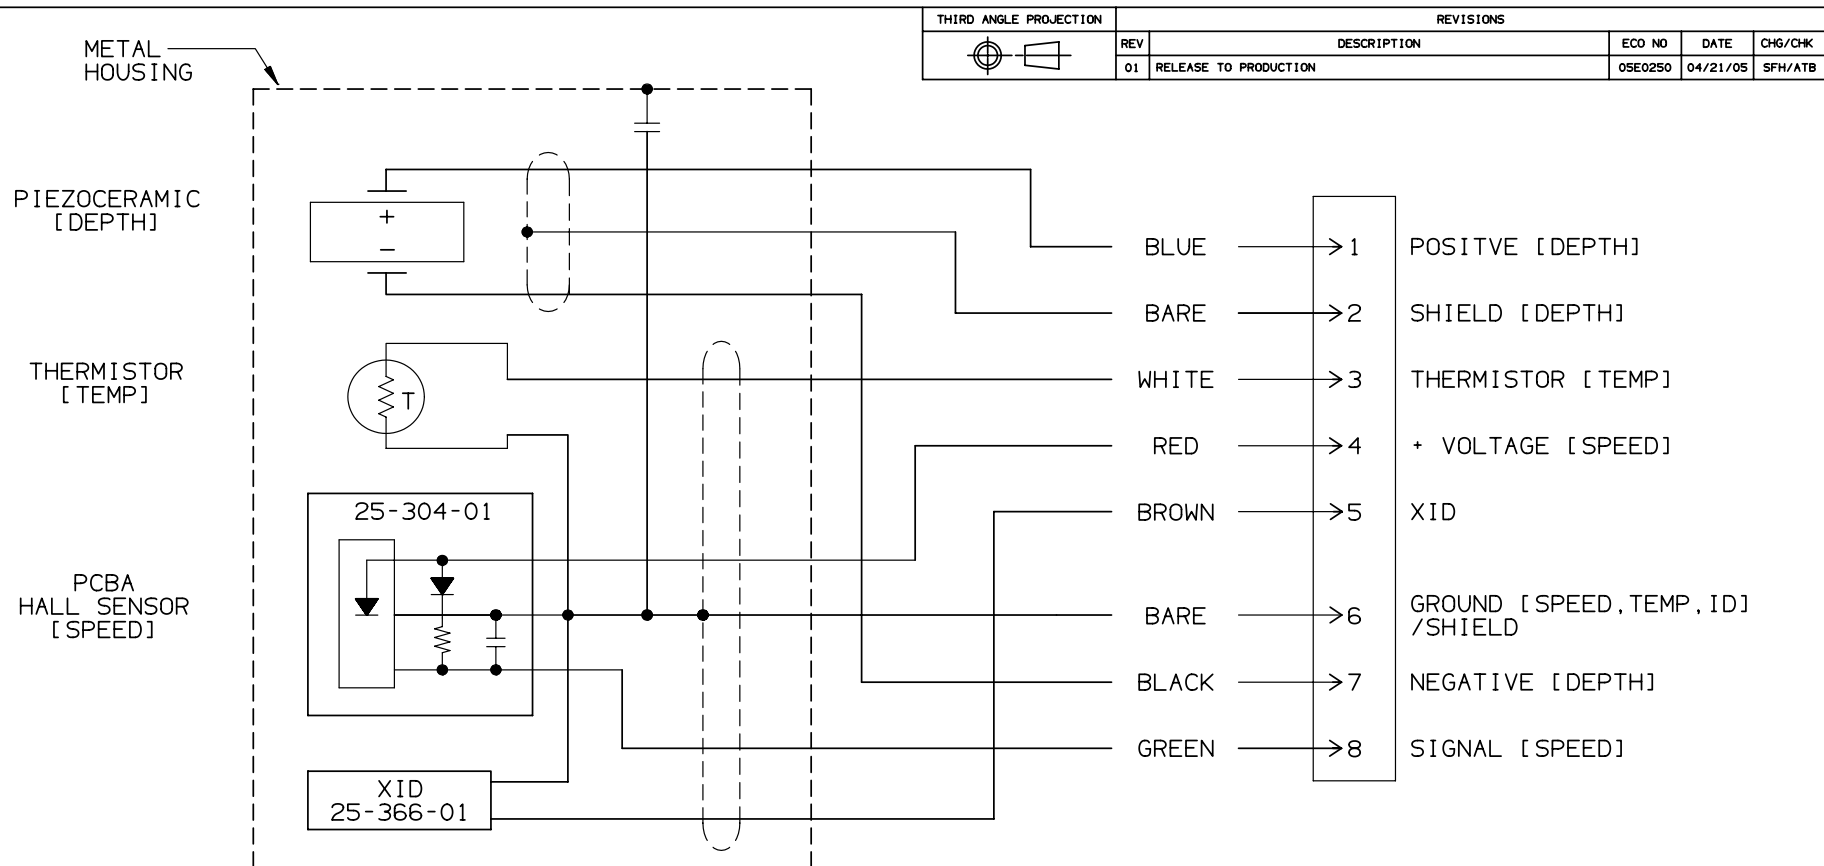 THIRD ANGLE PROJECTION
REVISIONS
REV DESCRIPTION ECO NO DATE CHG/CHK
01 RELEASE TO PRODUCTION 05E0250 04/21/05 SFH/ATB
METAL
HOUSING
PIEZOCERAMIC
[DEPTH]
+
−
THERMISTOR
[TEMP]
T
PCBA
HALL SENSOR
[SPEED]
25-304-01
XID
25-366-01
BLUE 1 POSITVE [DEPTH]
BARE 2 SHIELD [DEPTH]
WHITE 3 THERMISTOR [TEMP]
RED 4 + VOLTAGE [SPEED]
BROWN 5 XID
BARE 6 GROUND [SPEED,TEMP,ID]
/SHIELD
BLACK 7 NEGATIVE [DEPTH]
GREEN 8 SIGNAL [SPEED]